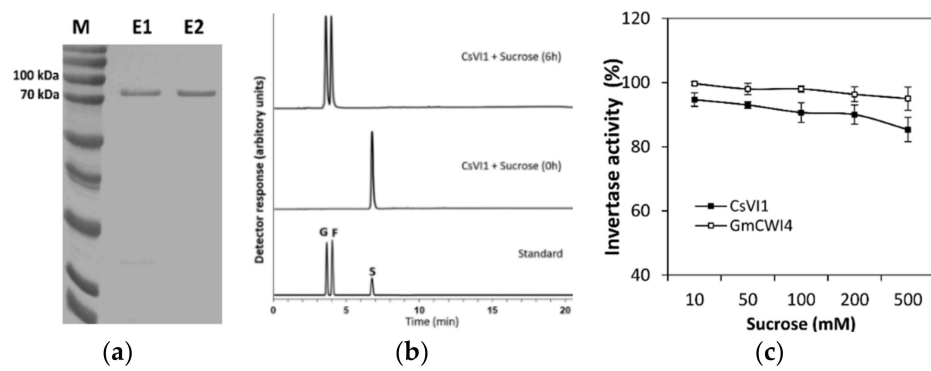 M E1 E2
100 kDa
70 kDa
(a)
Detector response (arbitory units)
CsVI1 + Sucrose (6h)
CsVI1 + Sucrose (0h)
Standard
G F
S
0 5 10 15 20
Time (min)
(b)
Invertase activity (%)
120
100
80
60
40
CsVI1
GmCWI4
10 50 100 200 500
Sucrose (mM)
(c)